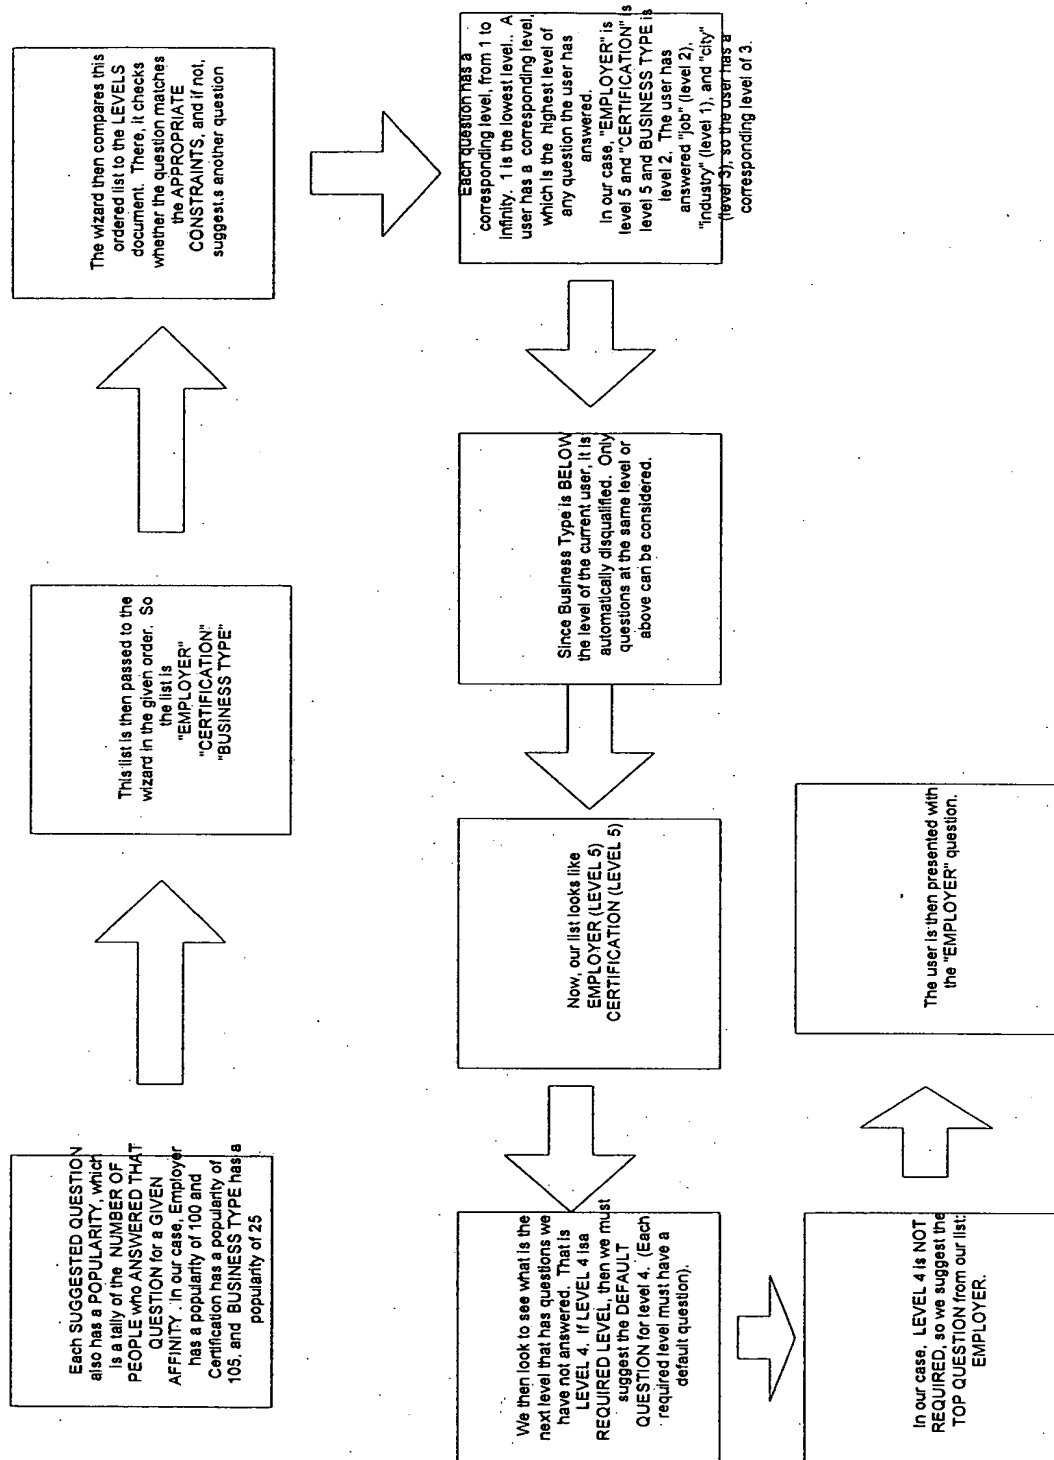 Each SUGGESTED QUESTION
also has a POPULARITY, which
is a tally of the NUMBER OF
PEOPLE who ANSWERED THAT
QUESTION for a GIVEN
AFFINITY. In our case, Employer
has a popularity of 100 and
Certification has a popularity of
105. and BUSINESS TYPE has a
popularity of 25
This list is then passed to the
wizard in the given order. So
the list is
"EMPLOYER"
"CERTIFICATION"
"BUSINESS TYPE"
The wizard then compares this
ordered list to the LEVELS
document. There, it checks
whether the question matches
the APPROPRIATE
CONSTRAINTS, and if not,
suggest.s another question
Each question has a
corresponding level, from 1 to
infinity. 1 is the lowest level.. A
user has a corresponding level,
which is the highest level of
any question the user has
answered.
In our case, "EMPLOYER" is
level 5 and "CERTIFICATION" is
level 5 and BUSINESS TYPE is
level 2. The user has
answered "job" (level 2),
"industry" (level 1), and "city"
(level 3), so the user has a
corresponding level of 3.
Since Business Type is BELOW
the level of the current user, it is
automatically disqualified. Only
questions at the same level or
above can be considered.
Now, our list looks like
EMPLOYER (LEVEL 5)
CERTIFICATION (LEVEL 5)
We then look to see what is the
next level that has questions we
have not answered. That is
LEVEL 4. If LEVEL 4 isa
REQUIRED LEVEL, then we must
suggest the DEFAULT
QUESTION for level 4. (Each
required level must have a
default question).
In our case, LEVEL 4 is NOT
REQUIRED, so we suggest the
TOP QUESTION from our list:
EMPLOYER.
The user is then presented with
the "EMPLOYER" question.